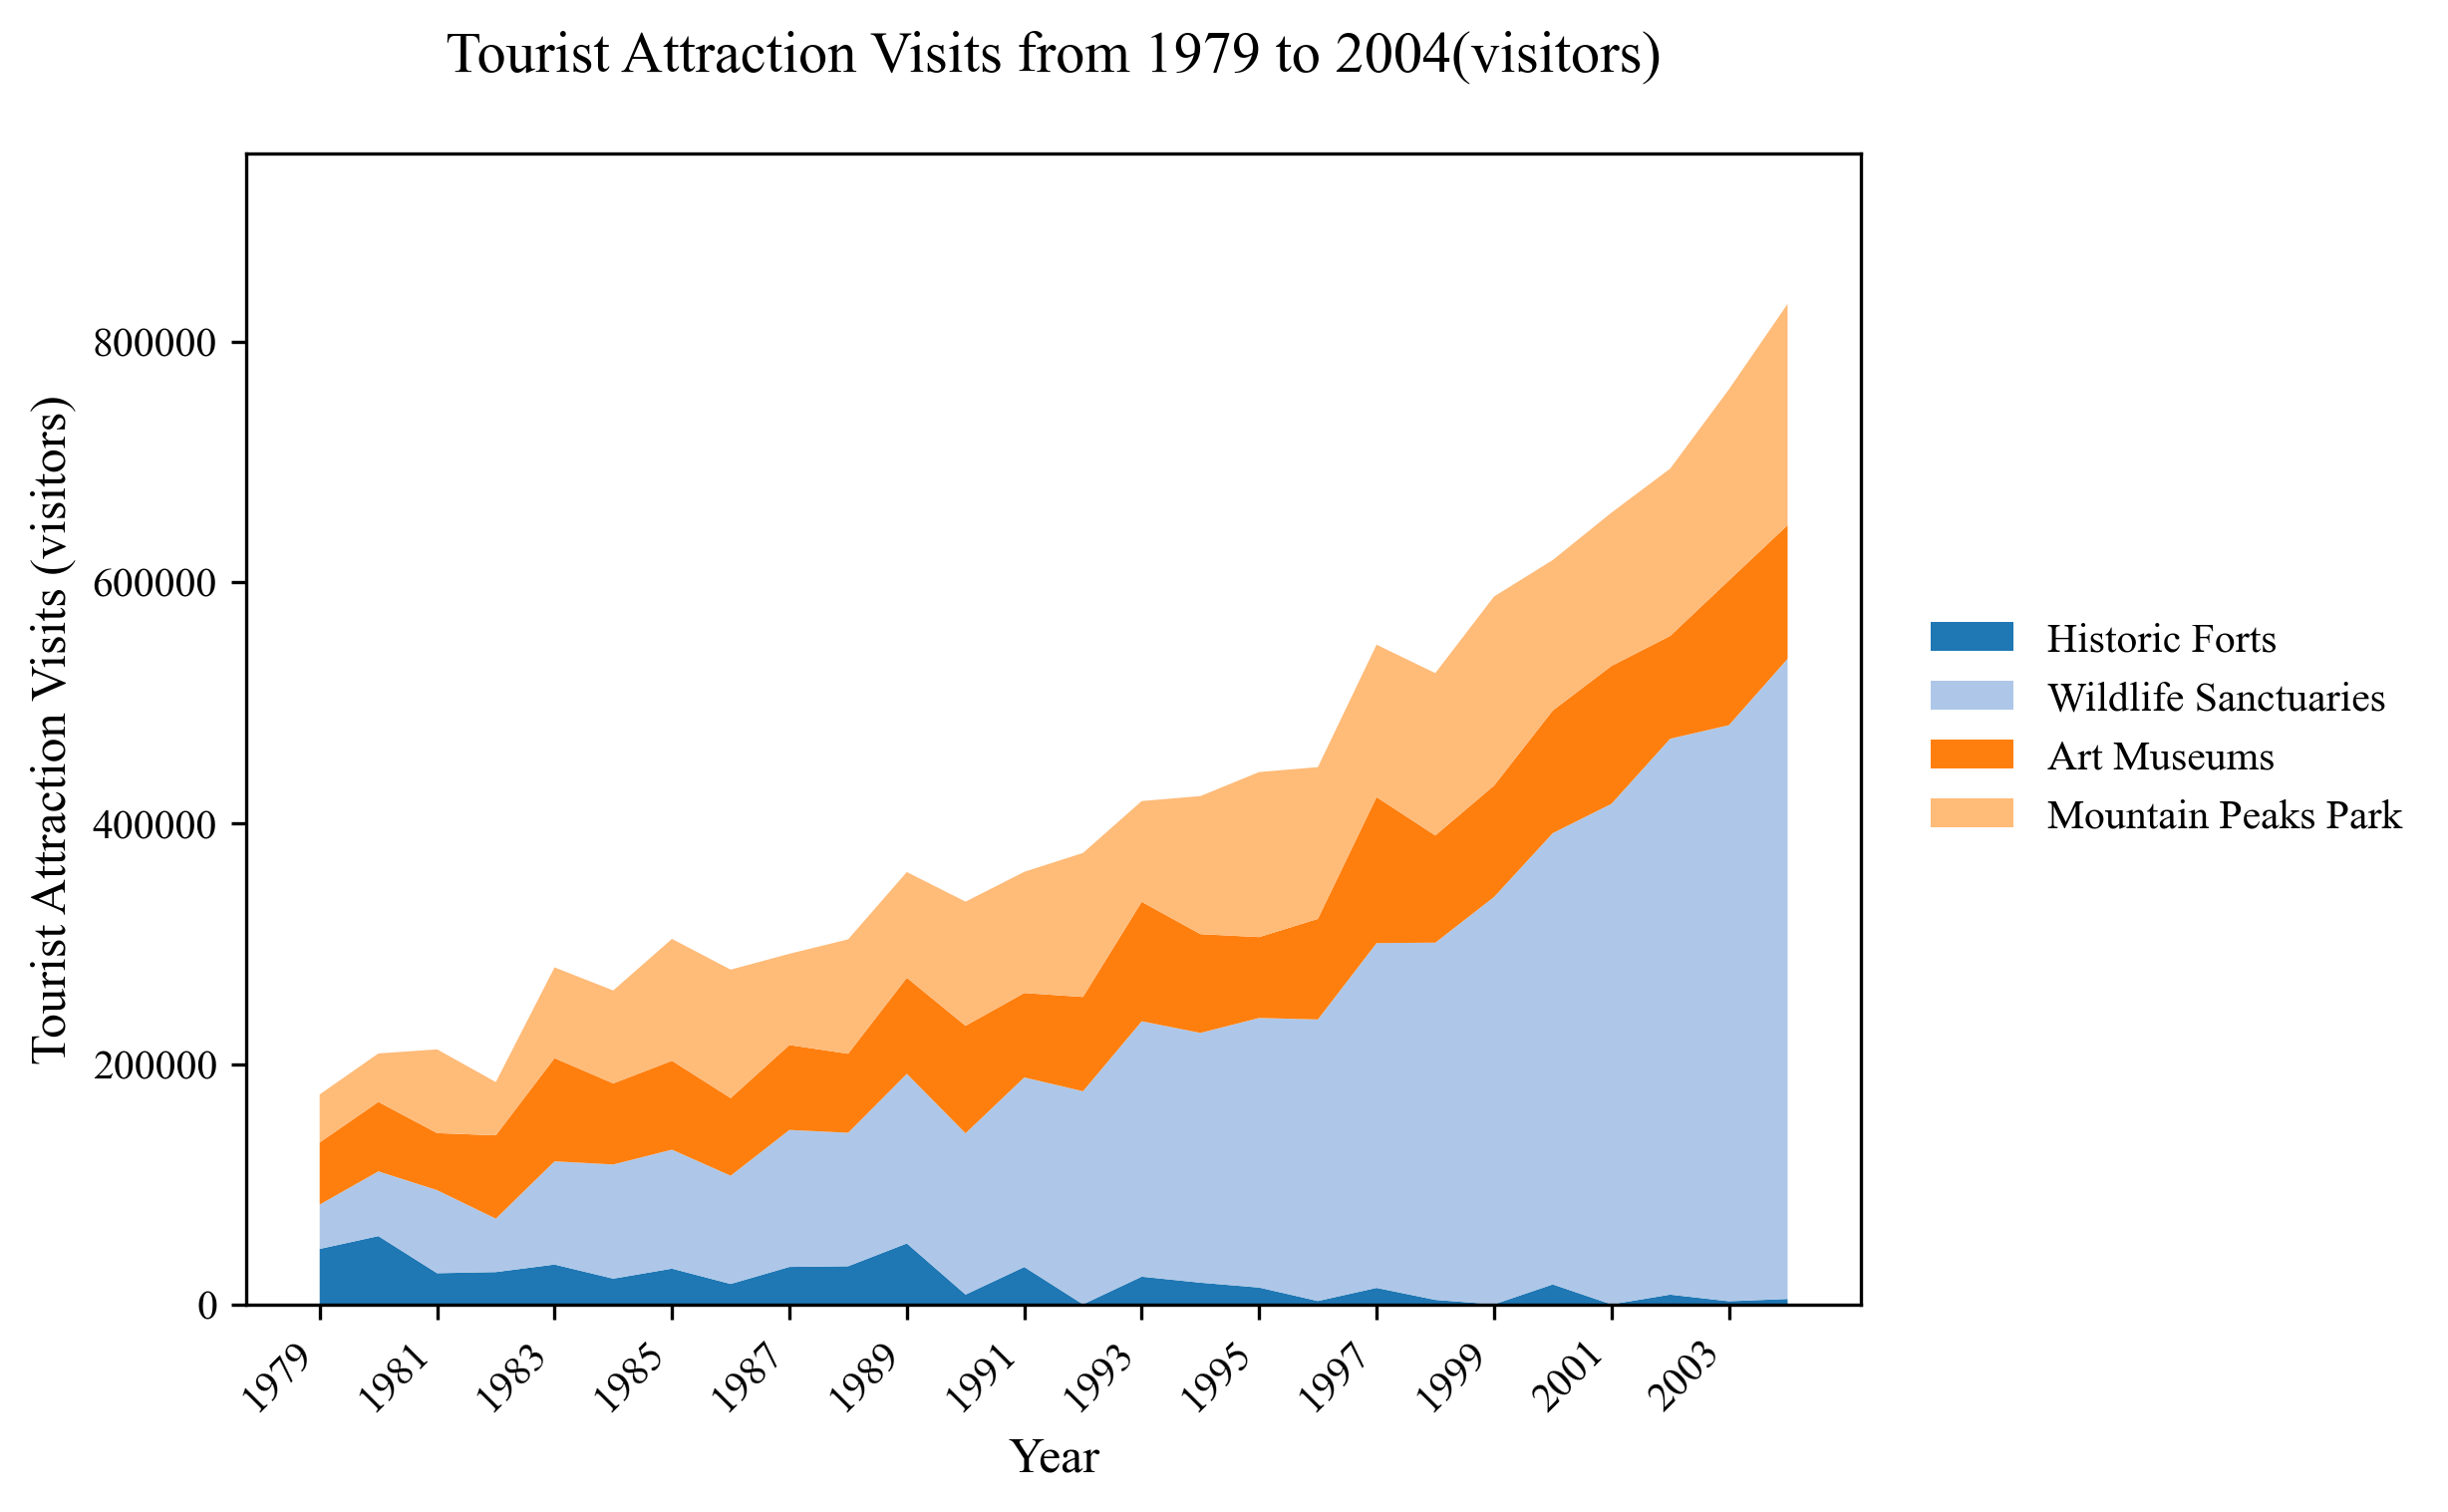 Tourist Attraction Visits from 1979 to 2004(visitors)
Tourist Attraction Visits (visitors)
800000
600000
400000
200000
0
1979
1981
1983
1985
1987
1989
1991
1993
1995
1997
1999
2001
2003
Year
Historic Forts
Wildlife Sanctuaries
Art Museums
Mountain Peaks Park